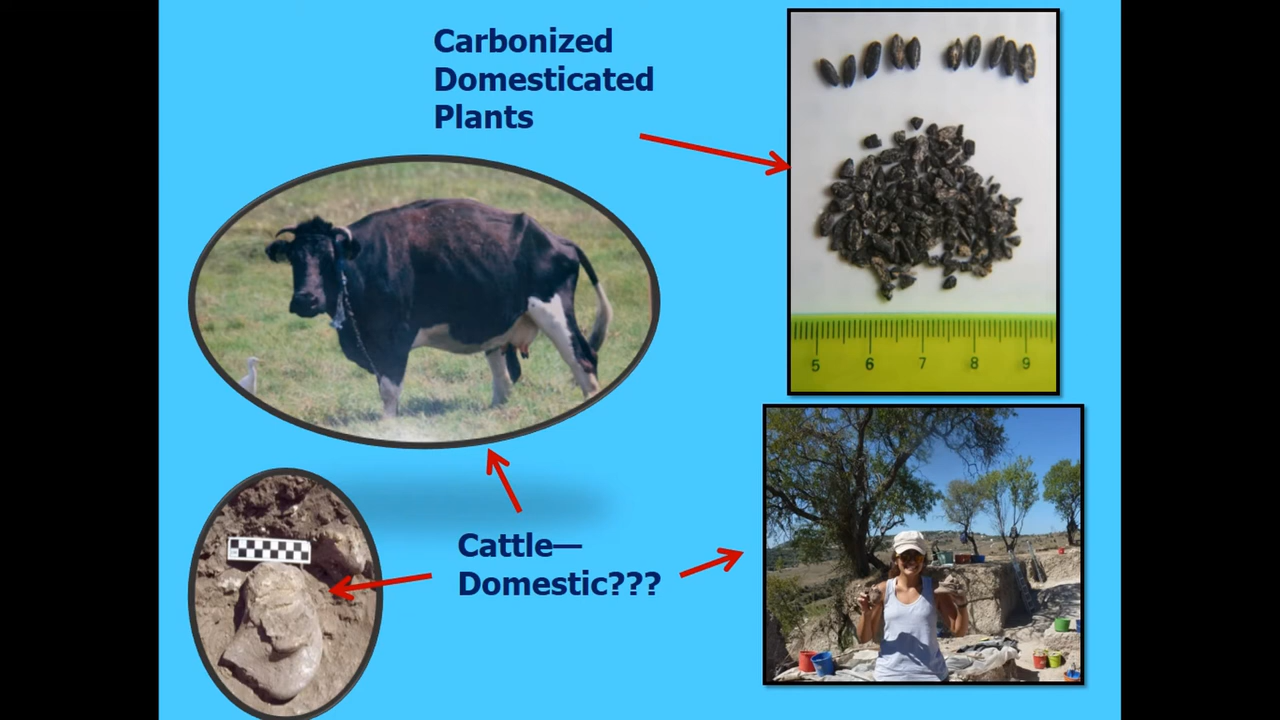 Carbonized
Domesticated
Plants
5 6 7 8 9
Cattle—
Domestic???